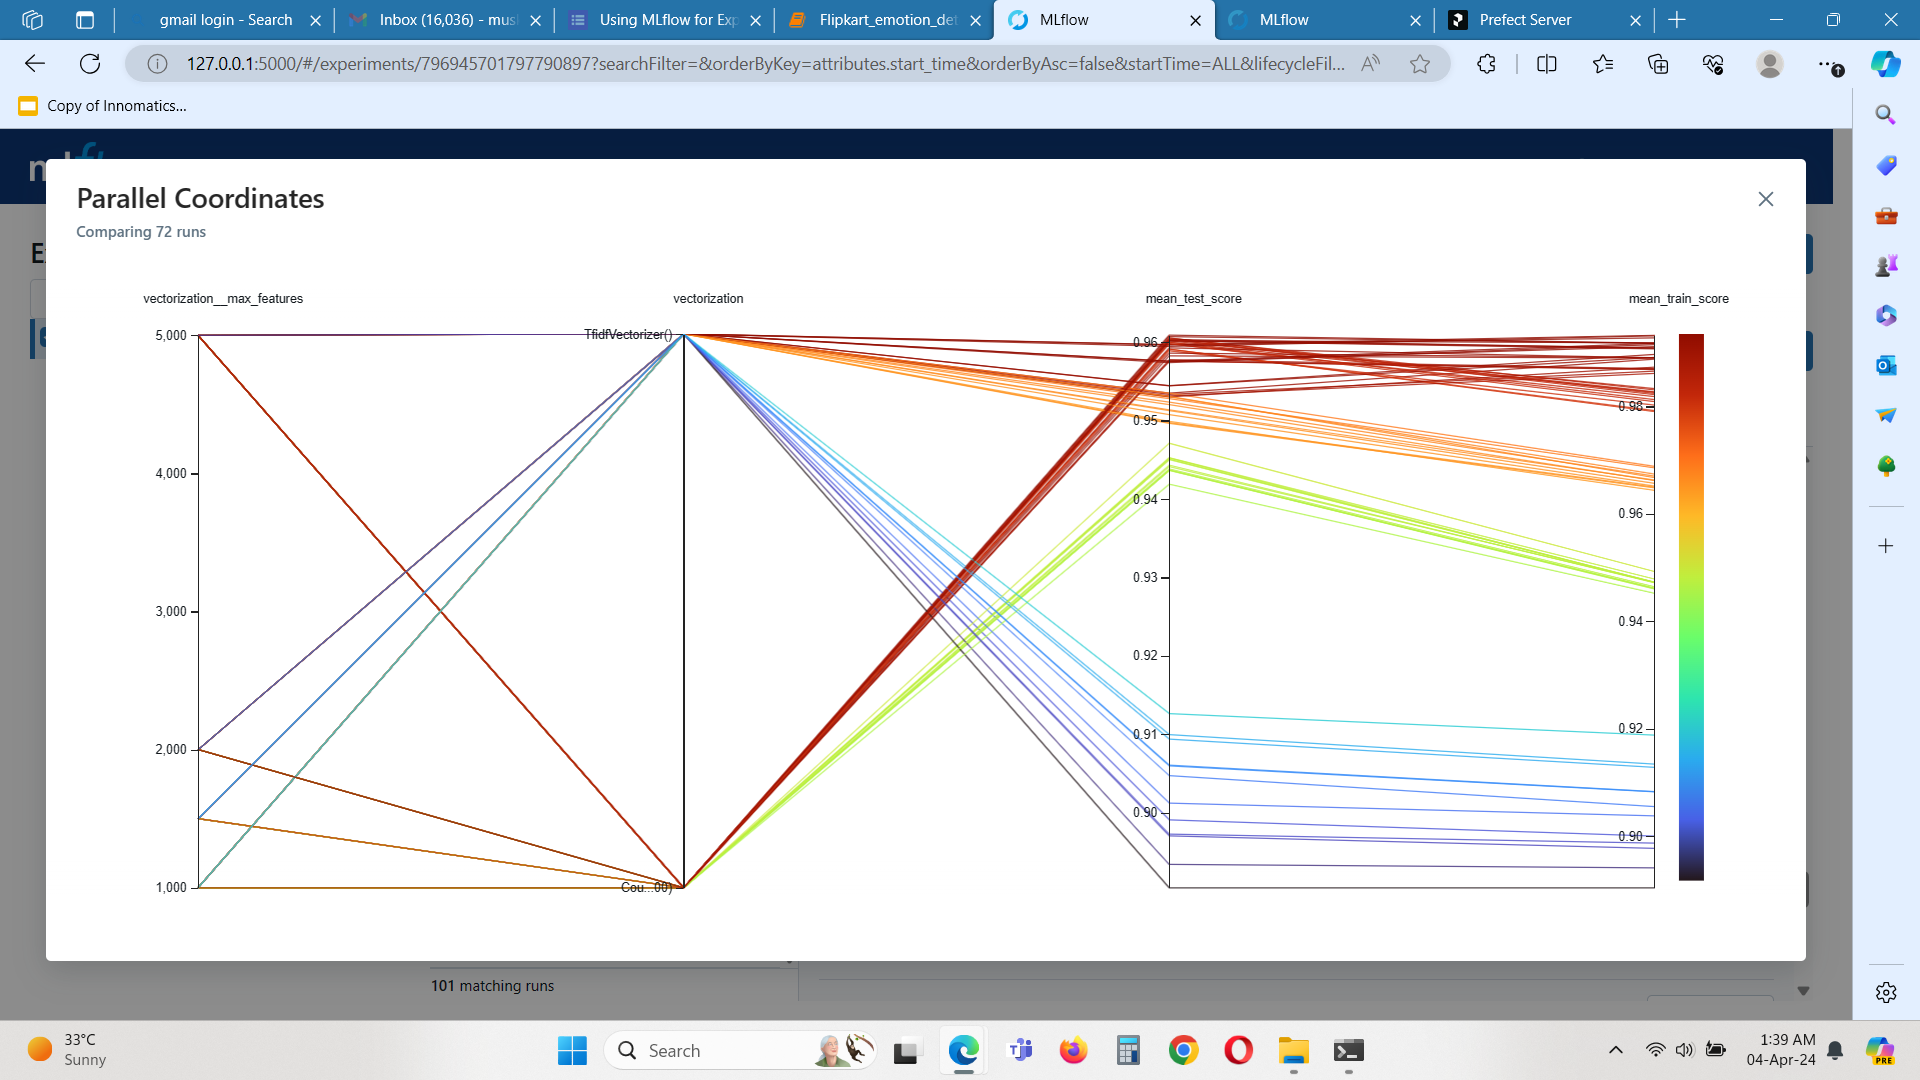 gmail login - Search
Inbox (16,036) - mus
Using MLflow for Exp
Flipkart_emotion_det
MLflow
MLflow
Prefect Server
127.0.0.1:5000/#/experiments/796945701797790897?searchFilter=&orderByKey=attributes.start_time&orderByAsc=false&startTime=ALL&lifecycleFil...
Copy of Innomatics...
Parallel Coordinates
Comparing 72 runs
vectorization__max_features
vectorization
mean_test_score
mean_train_score
5,000
4,000
3,000
2,000
1,000
TfidfVectorizer()
Cou...00)
0.96
0.95
0.94
0.93
0.92
0.91
0.90
0.98
0.96
0.94
0.92
0.90
101 matching runs
33°C
Sunny
Search
1:39 AM
04-Apr-24
PRE